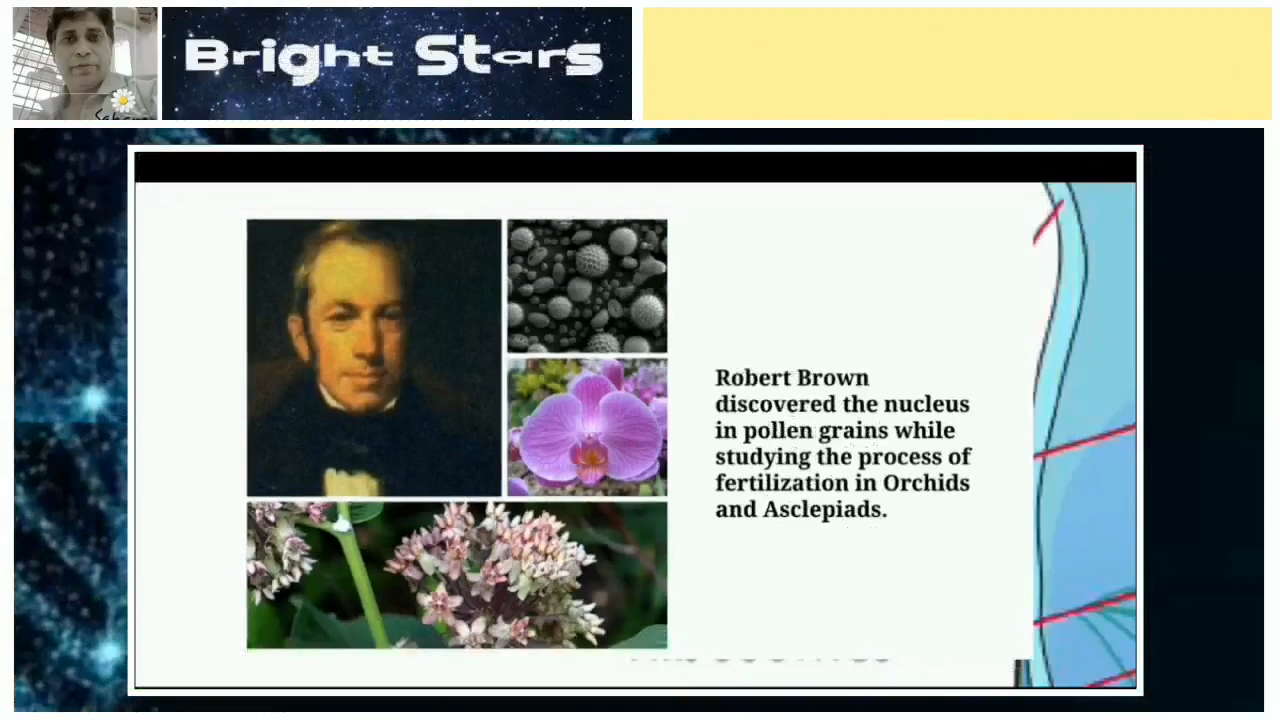 Bright Stars
Robert Brown
discovered the nucleus
in pollen grains while
studying the process of
fertilization in Orchids
and Asclepiads.